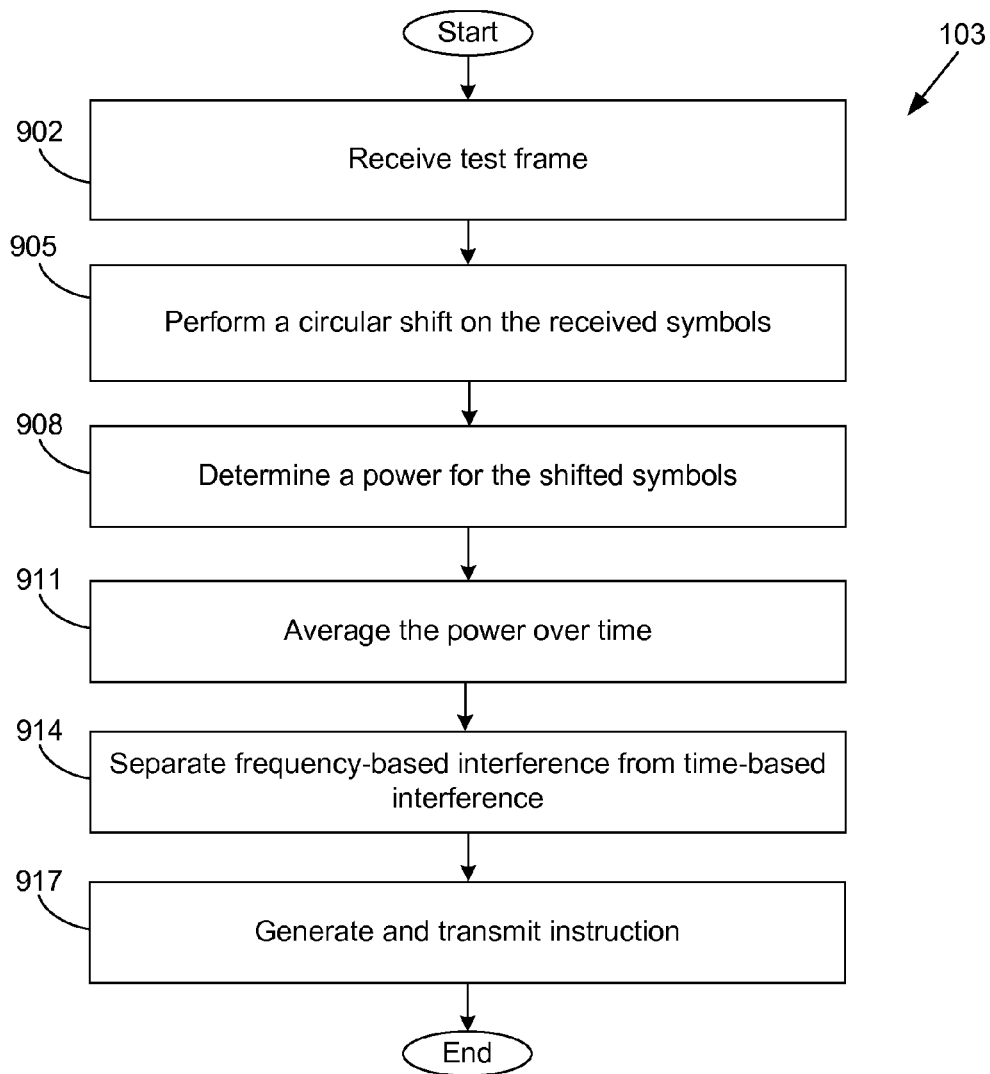 Start
103
902
Receive test frame
905
Perform a circular shift on the received symbols
908
Determine a power for the shifted symbols
911
Average the power over time
914
Separate frequency-based interference from time-based
interference
917
Generate and transmit instruction
End